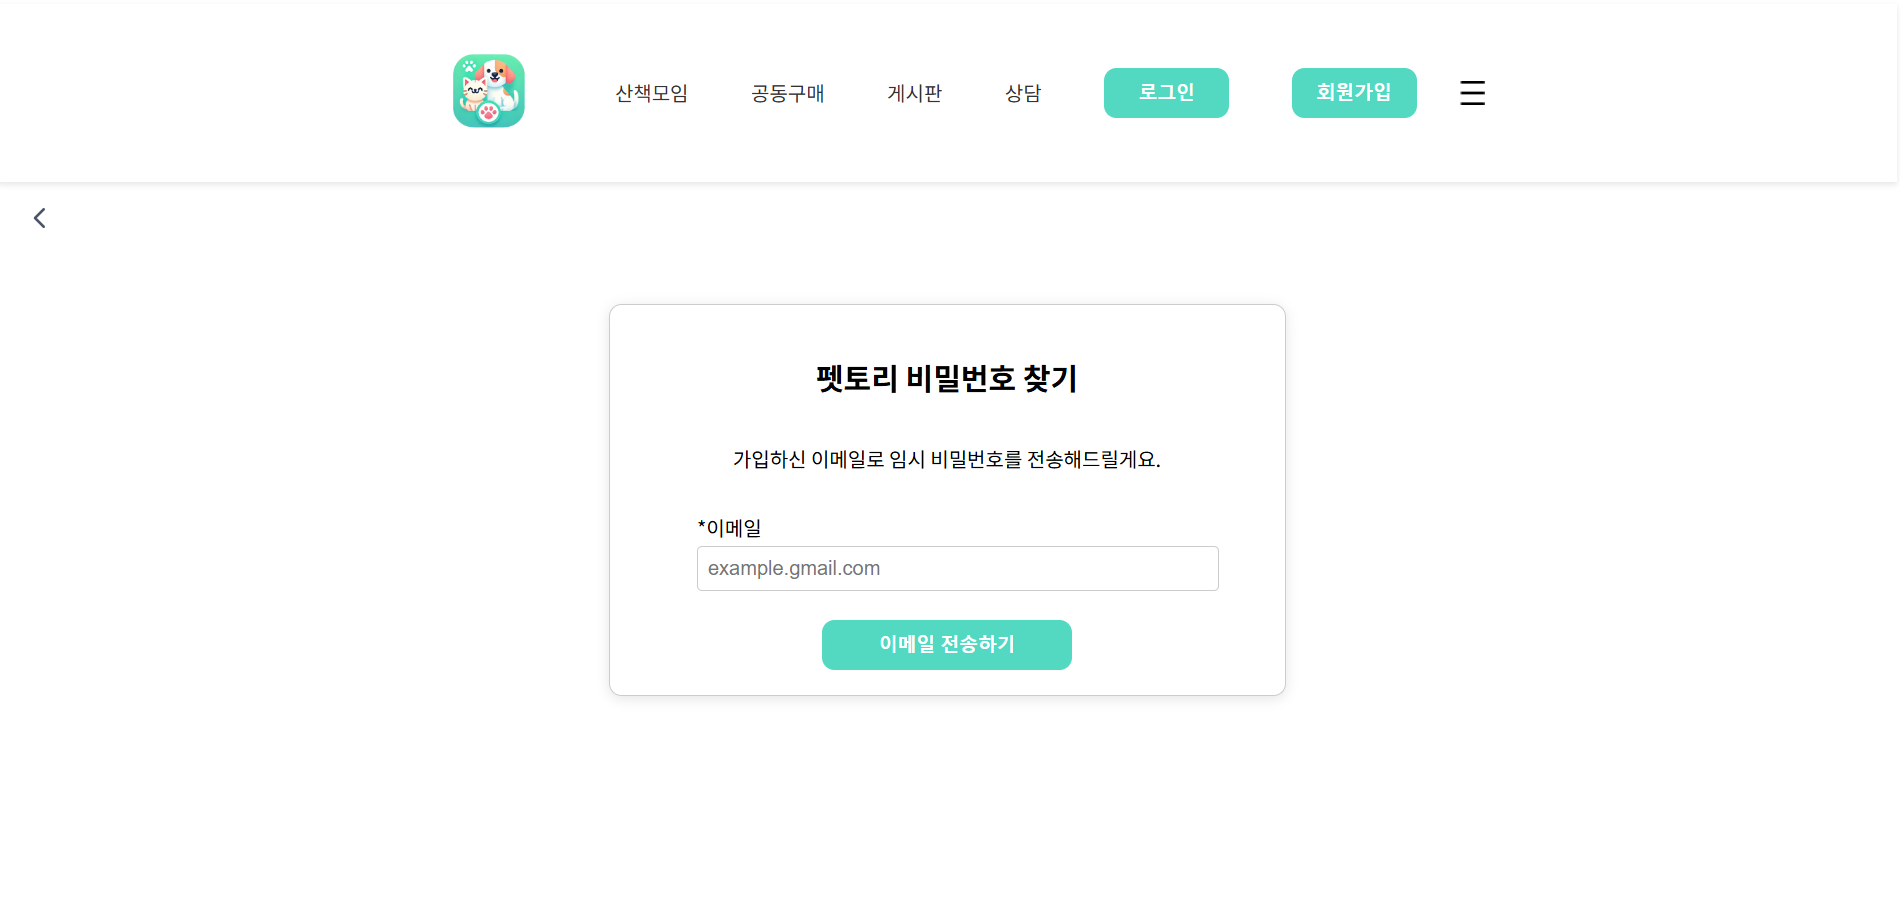 산책모임 공동구매 게시판 상담 로그인 회원가입
펫토리 비밀번호 찾기
가입하신 이메일로 임시 비밀번호를 전송해드릴게요.
*이메일
example.gmail.com
이메일 전송하기